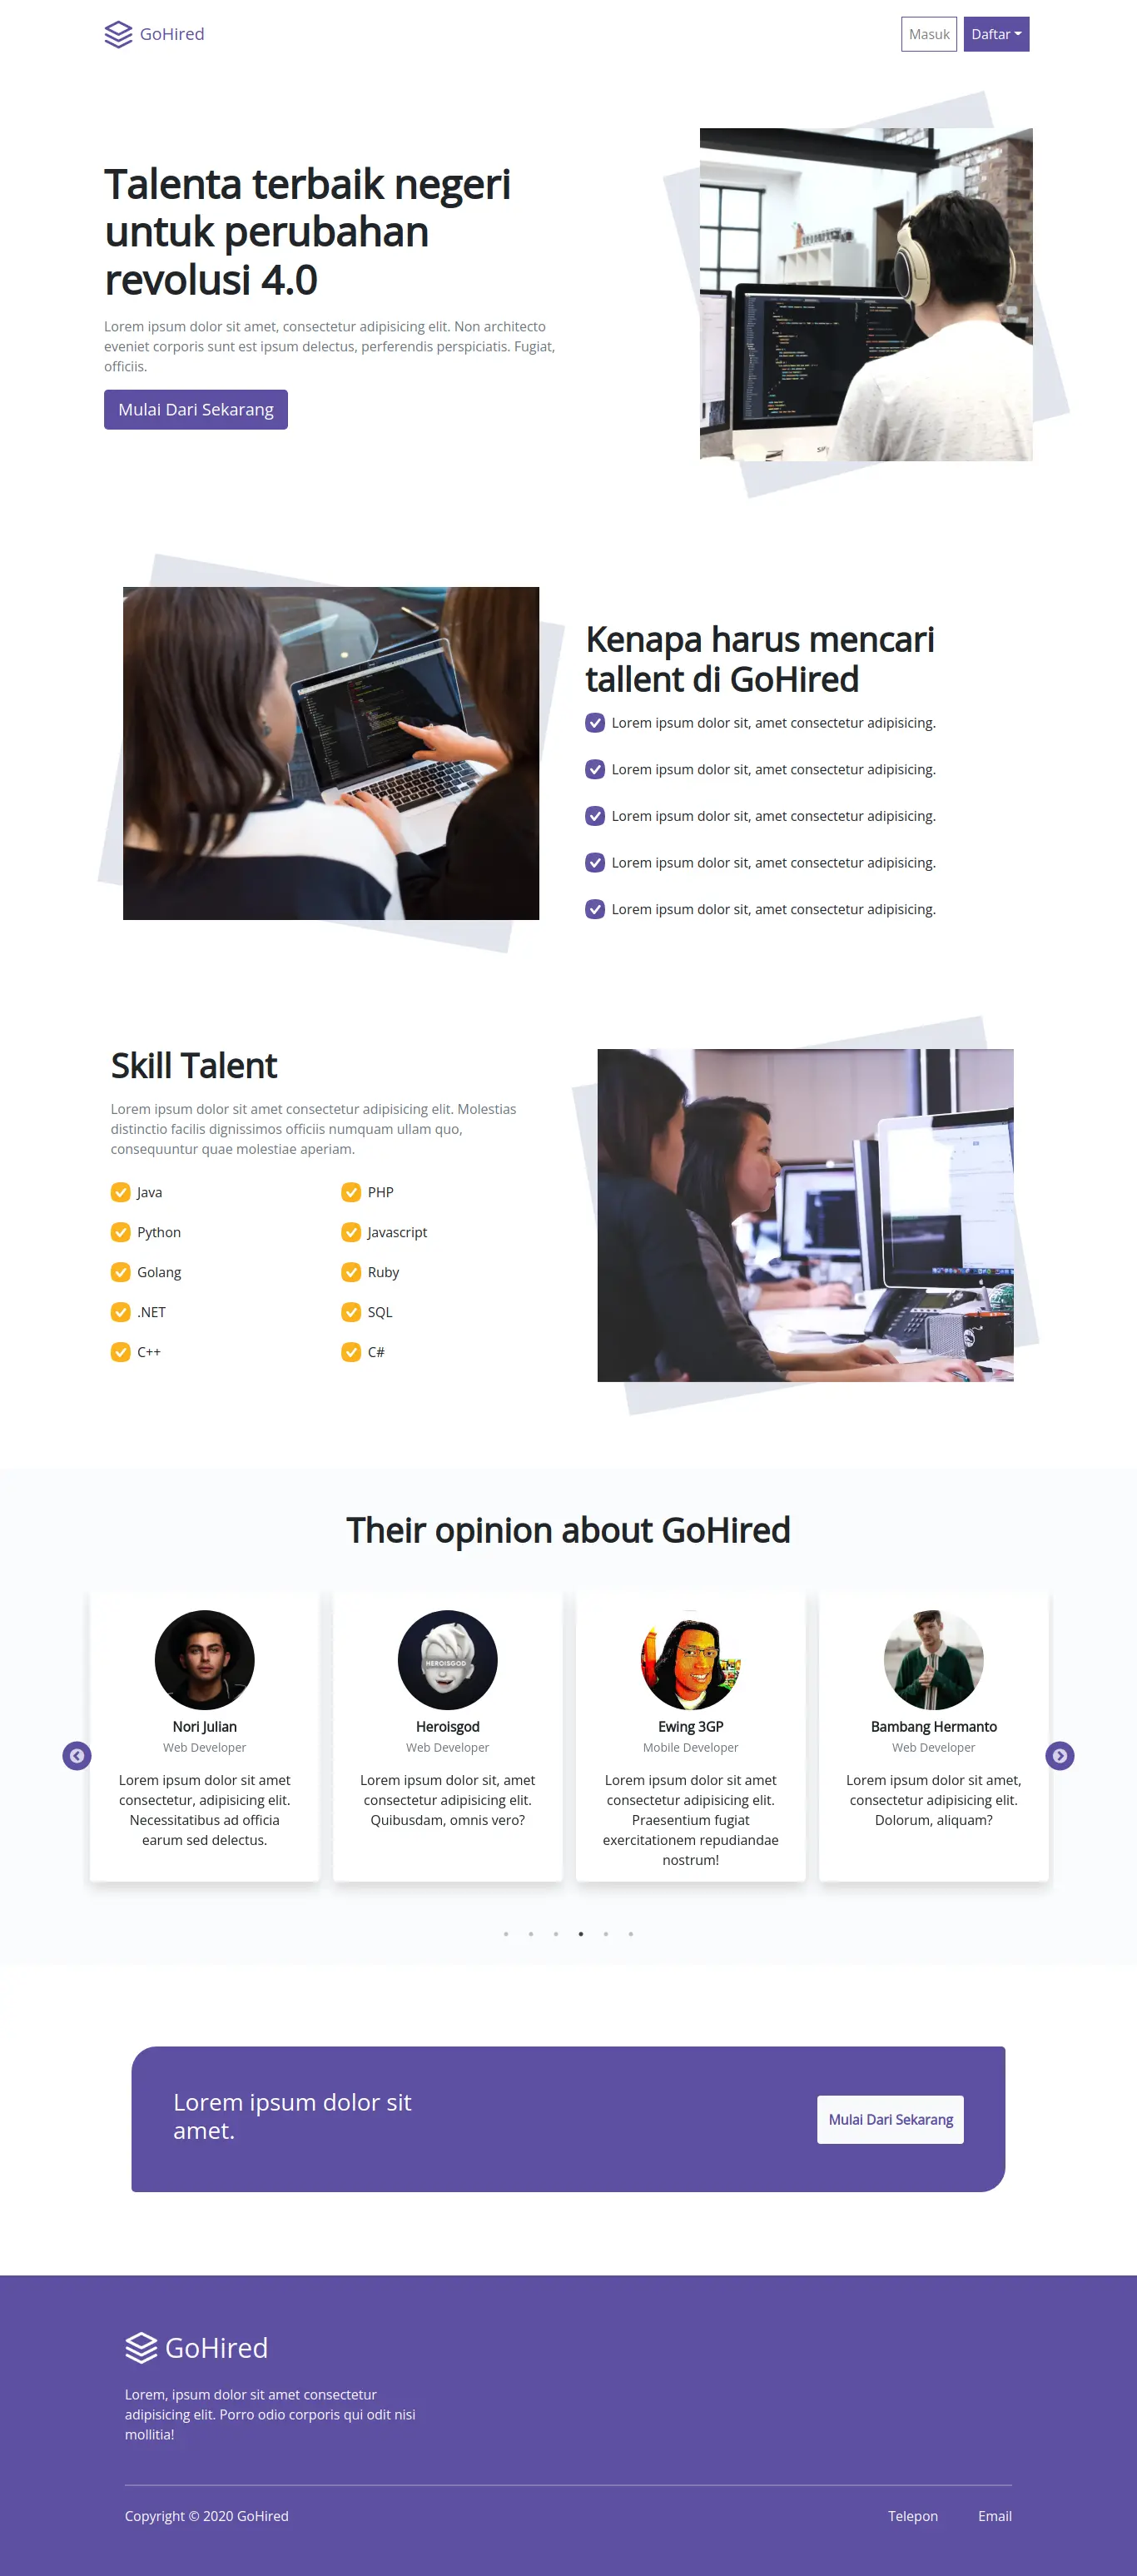 GoHired
Masuk
Daftar
Talenta terbaik negeri
untuk perubahan
revolusi 4.0
Lorem ipsum dolor sit amet, consectetur adipisicing elit. Non architecto
eveniet corporis sunt est ipsum delectus, perferendis perspiciatis. Fugiat,
officiis.
Mulai Dari Sekarang
Kenapa harus mencari
tallent di GoHired
Lorem ipsum dolor sit, amet consectetur adipisicing.
Lorem ipsum dolor sit, amet consectetur adipisicing.
Lorem ipsum dolor sit, amet consectetur adipisicing.
Lorem ipsum dolor sit, amet consectetur adipisicing.
Lorem ipsum dolor sit, amet consectetur adipisicing.
Skill Talent
Lorem ipsum dolor sit amet consectetur adipisicing elit. Molestias
distinctio facilis dignissimos officiis numquam ullam quo,
consequuntur quae molestiae aperiam.
Java
PHP
Python
Javascript
Golang
Ruby
.NET
SQL
C++
C#
Their opinion about GoHired
Nori Julian
Web Developer
Lorem ipsum dolor sit amet
consectetur, adipisicing elit.
Necessitatibus ad officia
earum sed delectus.
HEROISGOD
Heroisgod
Web Developer
Lorem ipsum dolor sit, amet
consectetur adipisicing elit.
Quibusdam, omnis vero?
Ewing 3GP
Mobile Developer
Lorem ipsum dolor sit amet
consectetur adipisicing elit.
Praesentium fugiat
exercitationem repudiandae
nostrum!
Bambang Hermanto
Web Developer
Lorem ipsum dolor sit amet,
consectetur adipisicing elit.
Dolorum, aliquam?
Lorem ipsum dolor sit
amet.
Mulai Dari Sekarang
GoHired
Lorem, ipsum dolor sit amet consectetur
adipisicing elit. Porro odio corporis qui odit nisi
mollitia!
Copyright © 2020 GoHired
Telepon
Email